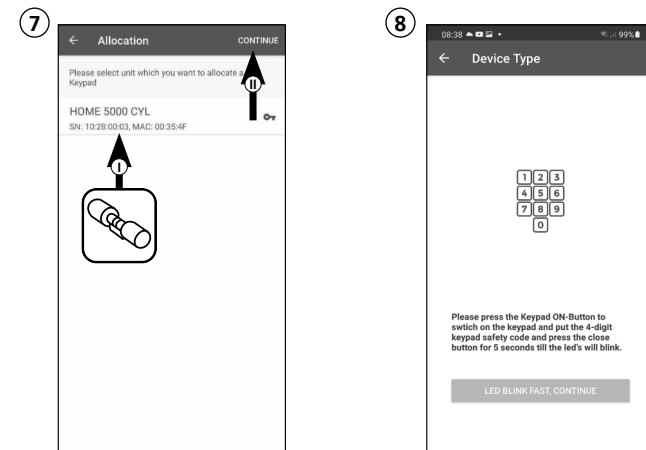 7
Allocation CONTINUE
Please select unit which you want to allocate a
Keypad
HOME 5000 CYL
SN: 10:28:00:03, MAC: 00:35:4F
II
I
8
08:38 99%
Device Type
1 2 3
4 5 6
7 8 9
0
Please press the Keypad ON-Button to
swtich on the keypad and put the 4-digit
keypad safety code and press the close
button for 5 seconds till the led's will blink.
LED BLINK FAST, CONTINUE